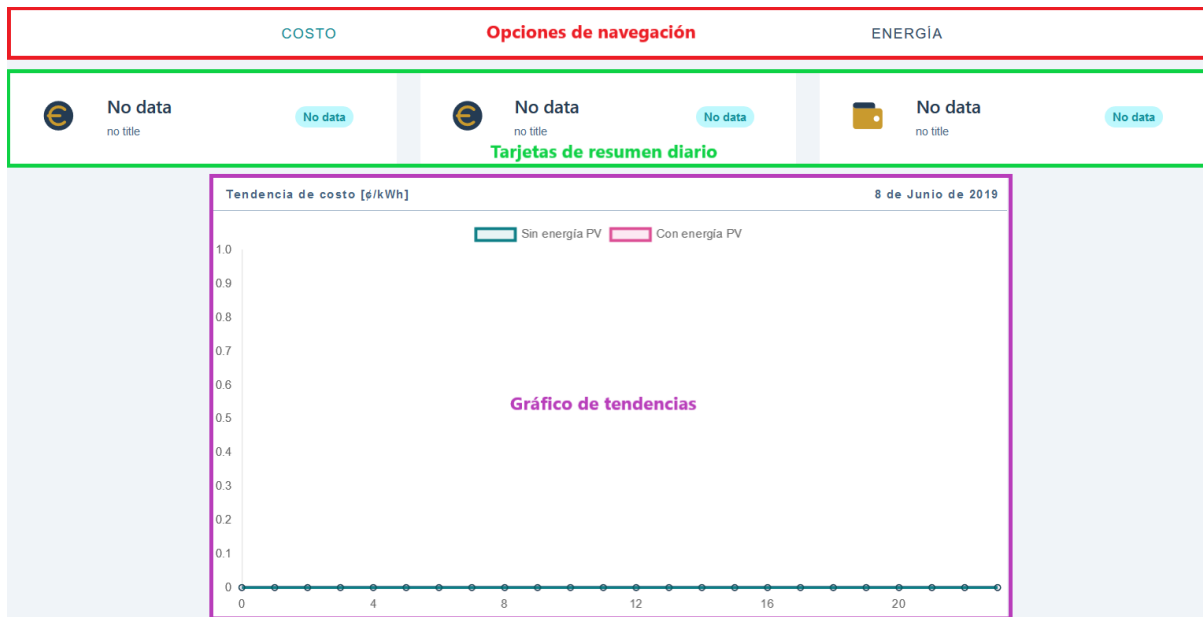 COSTO Opciones de navegación ENERGÍA
No data No data No data No data No data No data
no title no title no title
Tarjetas de resumen diario
Tendencia de costo [¢/kWh] 8 de Junio de 2019
Sin energía PV Con energía PV
1.0
0.9
0.8
0.7
0.6
Gráfico de tendencias
0.5
0.4
0.3
0.2
0.1
0
0 4 8 12 16 20